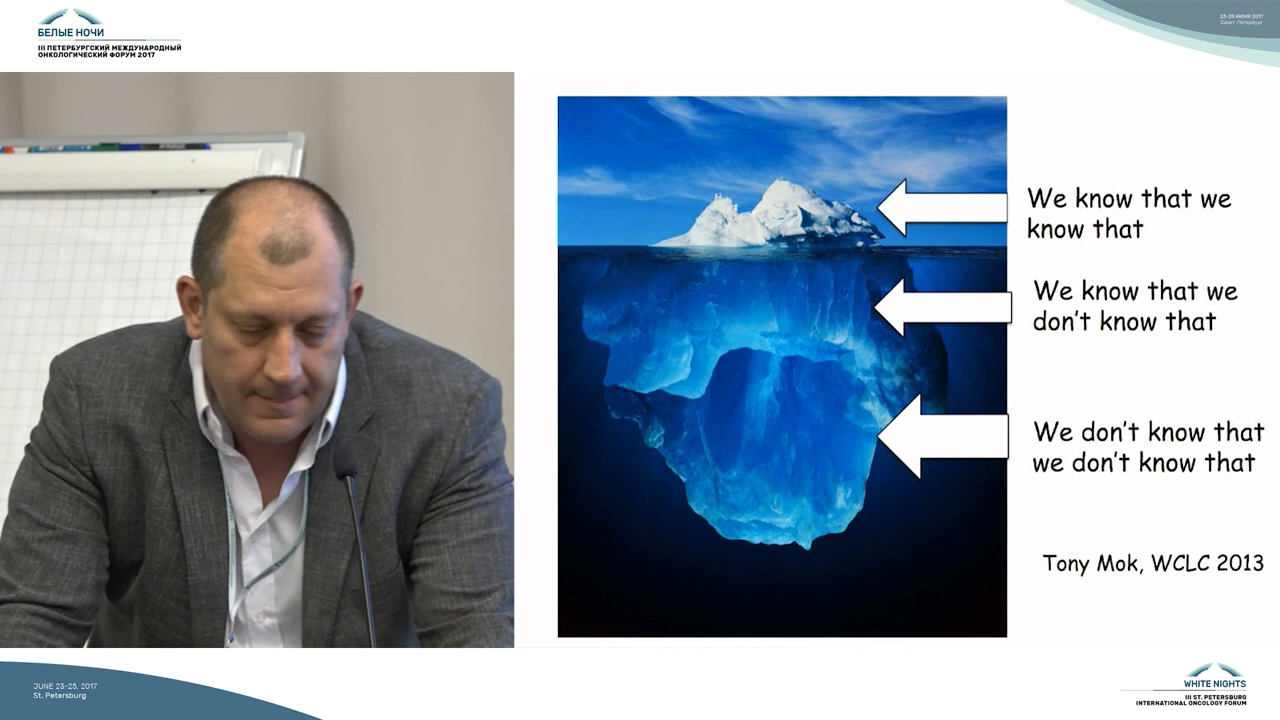 БЕЛЫЕ НОЧИ
III ПЕТЕРБУРГСКИЙ МЕЖДУНАРОДНЫЙ
ОНКОЛОГИЧЕСКИЙ ФОРУМ 2017
23-25 ИЮНЯ 2017
Санкт-Петербург
We know that we
know that
We know that we
don't know that
We don't know that
we don't know that
Tony Mok, WCLC 2013
JUNE 23-25, 2017
St. Petersburg
WHITE NIGHTS
III ST. PETERSBURG
INTERNATIONAL ONCOLOGY FORUM